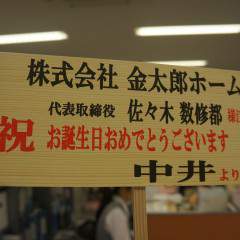 株式会社 金太郎ホーム
代表取締役 佐々木 数修都 様江
祝 お誕生日おめでとうございます
中井より